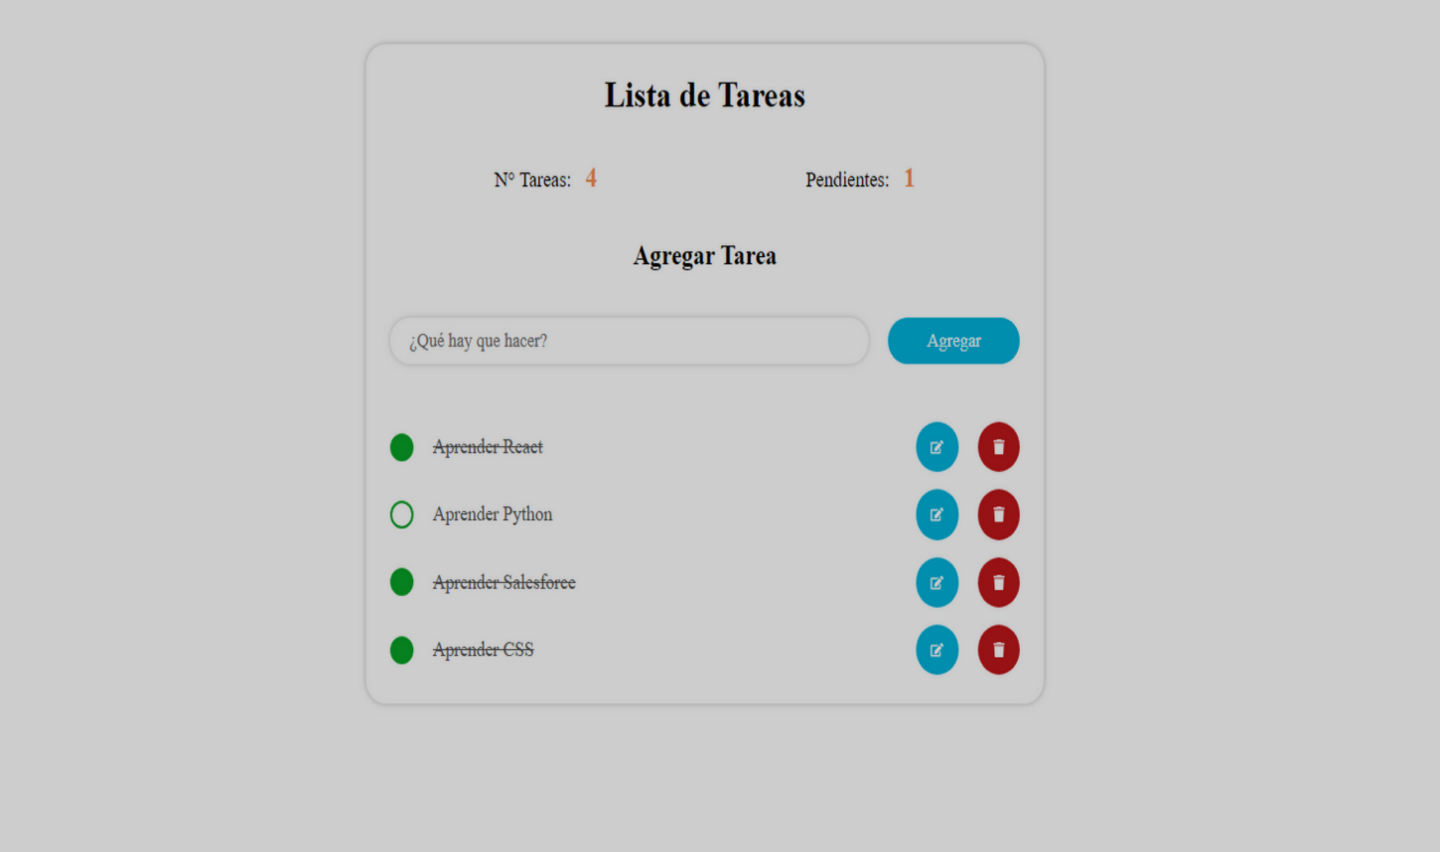 Lista de Tareas
N° Tareas: 4
Pendientes: 1
Agregar Tarea
¿Qué hay que hacer?
Agregar
Aprender React
Aprender Python
Aprender Salesforce
Aprender CSS